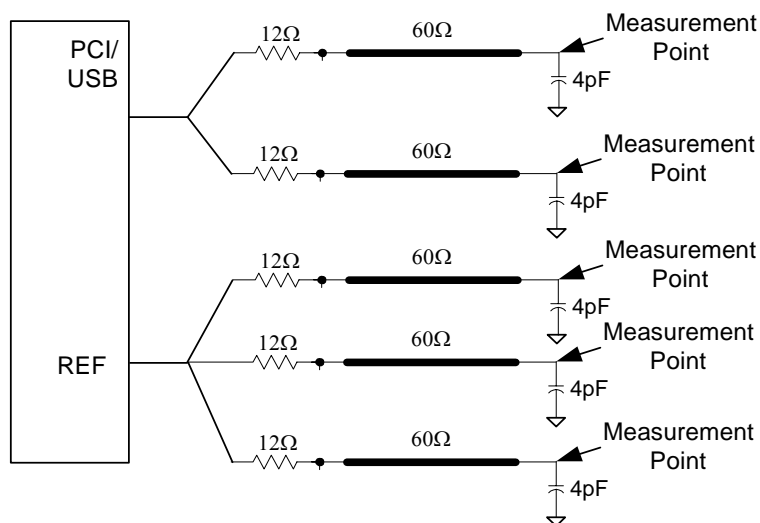 PCI/
USB
12Ω
60Ω
Measurement
Point
4pF
12Ω
60Ω
Measurement
Point
4pF
REF
12Ω
60Ω
Measurement
Point
4pF
12Ω
60Ω
Measurement
Point
4pF
12Ω
60Ω
Measurement
Point
4pF